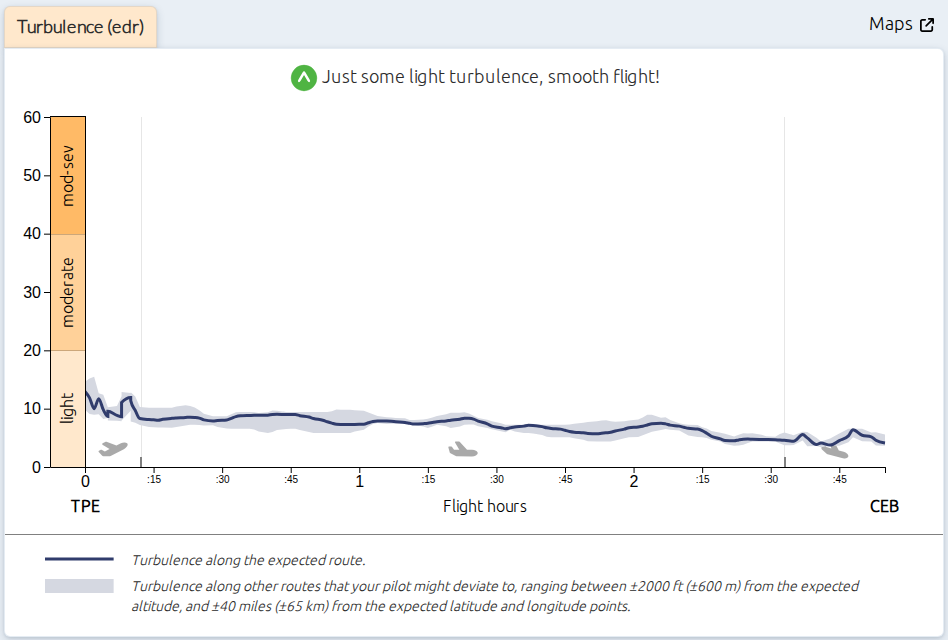 Turbulence (edr)
Maps
Just some light turbulence, smooth flight!
60
50
40
30
20
10
0
mod-sev
moderate
light
0 :15 :30 :45 1 :15 :30 :45 2 :15 :30 :45
TPE Flight hours CEB
Turbulence along the expected route.
Turbulence along other routes that your pilot might deviate to, ranging between ±2000 ft (±600 m) from the expected
altitude, and ±40 miles (±65 km) from the expected latitude and longitude points.